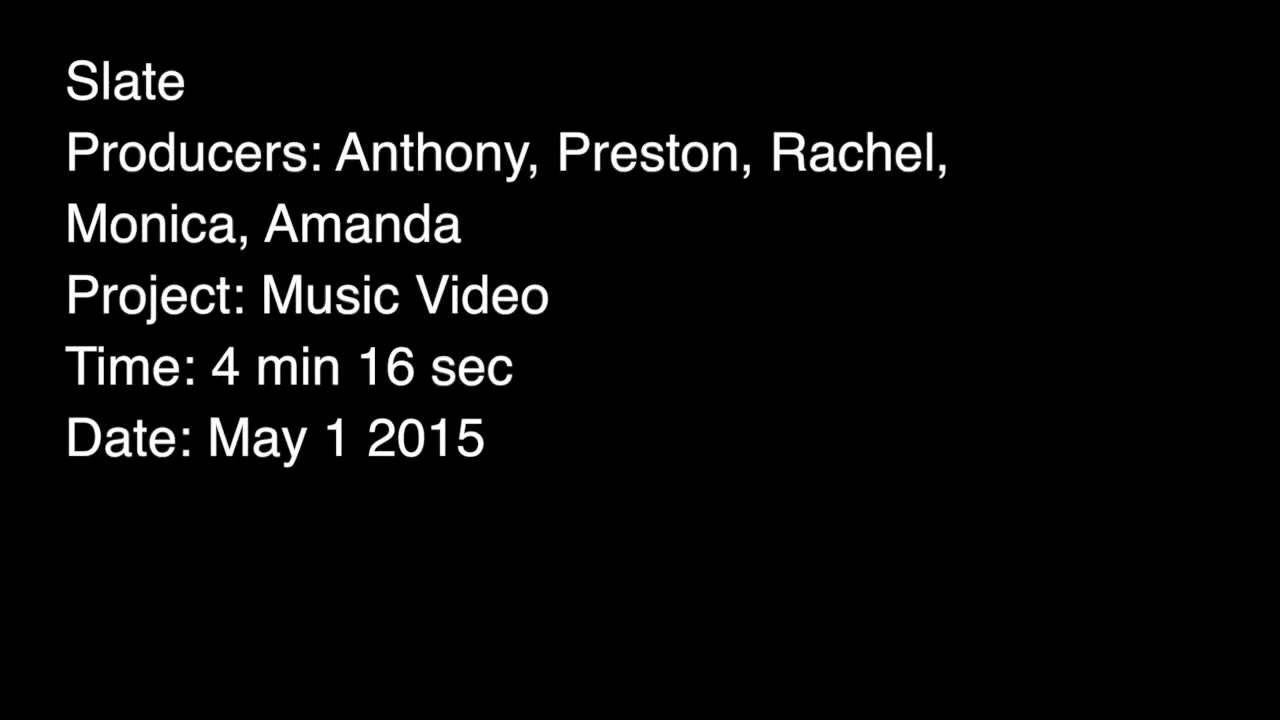 Slate
Producers: Anthony, Preston, Rachel,
Monica, Amanda
Project: Music Video
Time: 4 min 16 sec
Date: May 1 2015